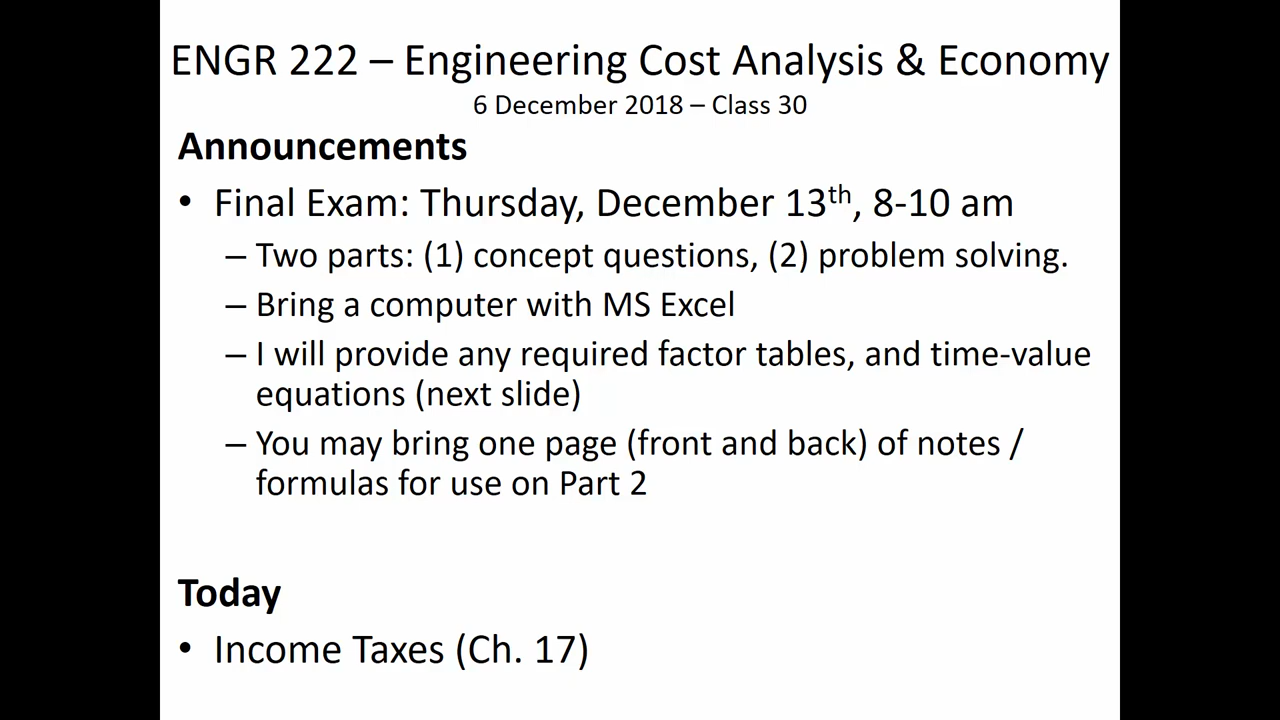 ENGR 222 – Engineering Cost Analysis & Economy
6 December 2018 – Class 30
Announcements
• Final Exam: Thursday, December 13th, 8-10 am
– Two parts: (1) concept questions, (2) problem solving.
– Bring a computer with MS Excel
– I will provide any required factor tables, and time-value
equations (next slide)
– You may bring one page (front and back) of notes /
formulas for use on Part 2
Today
• Income Taxes (Ch. 17)